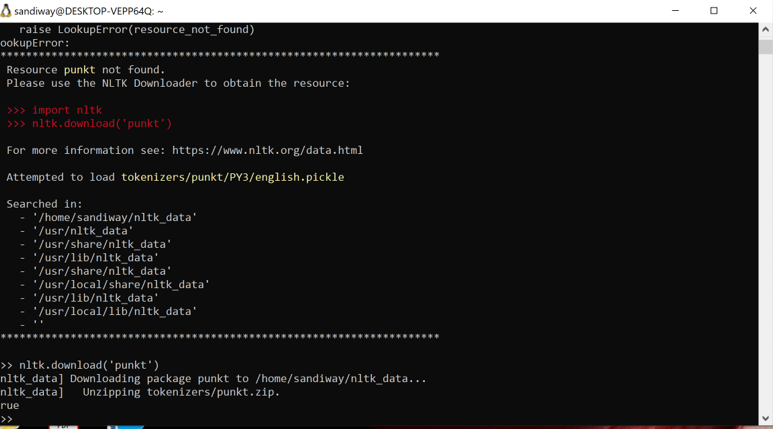 sandiway@DESKTOP-VEPP64Q: ~
raise LookupError(resource_not_found)
ookupError:
**********************************************************************
Resource punkt not found.
Please use the NLTK Downloader to obtain the resource:
>>> import nltk
>>> nltk.download('punkt')
For more information see: https://www.nltk.org/data.html
Attempted to load tokenizers/punkt/PY3/english.pickle
Searched in:
- '/home/sandiway/nltk_data'
- '/usr/nltk_data'
- '/usr/share/nltk_data'
- '/usr/lib/nltk_data'
- '/usr/share/nltk_data'
- '/usr/local/share/nltk_data'
- '/usr/lib/nltk_data'
- '/usr/local/lib/nltk_data'
- ''
**********************************************************************
>> nltk.download('punkt')
nltk_data] Downloading package punkt to /home/sandiway/nltk_data...
nltk_data]   Unzipping tokenizers/punkt.zip.
rue
>>